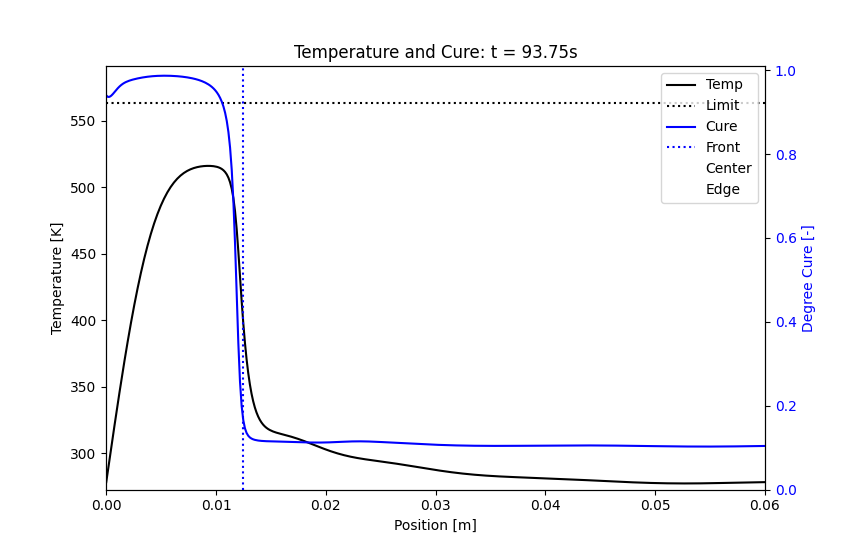 Temperature and Cure: t = 93.75s
Temp
Limit
Cure
Front
Center
Edge
Temperature [K]
550
500
450
400
350
300
Degree Cure [-]
1.0
0.8
0.6
0.4
0.2
0.0
0.00 0.01 0.02 0.03 0.04 0.05 0.06
Position [m]